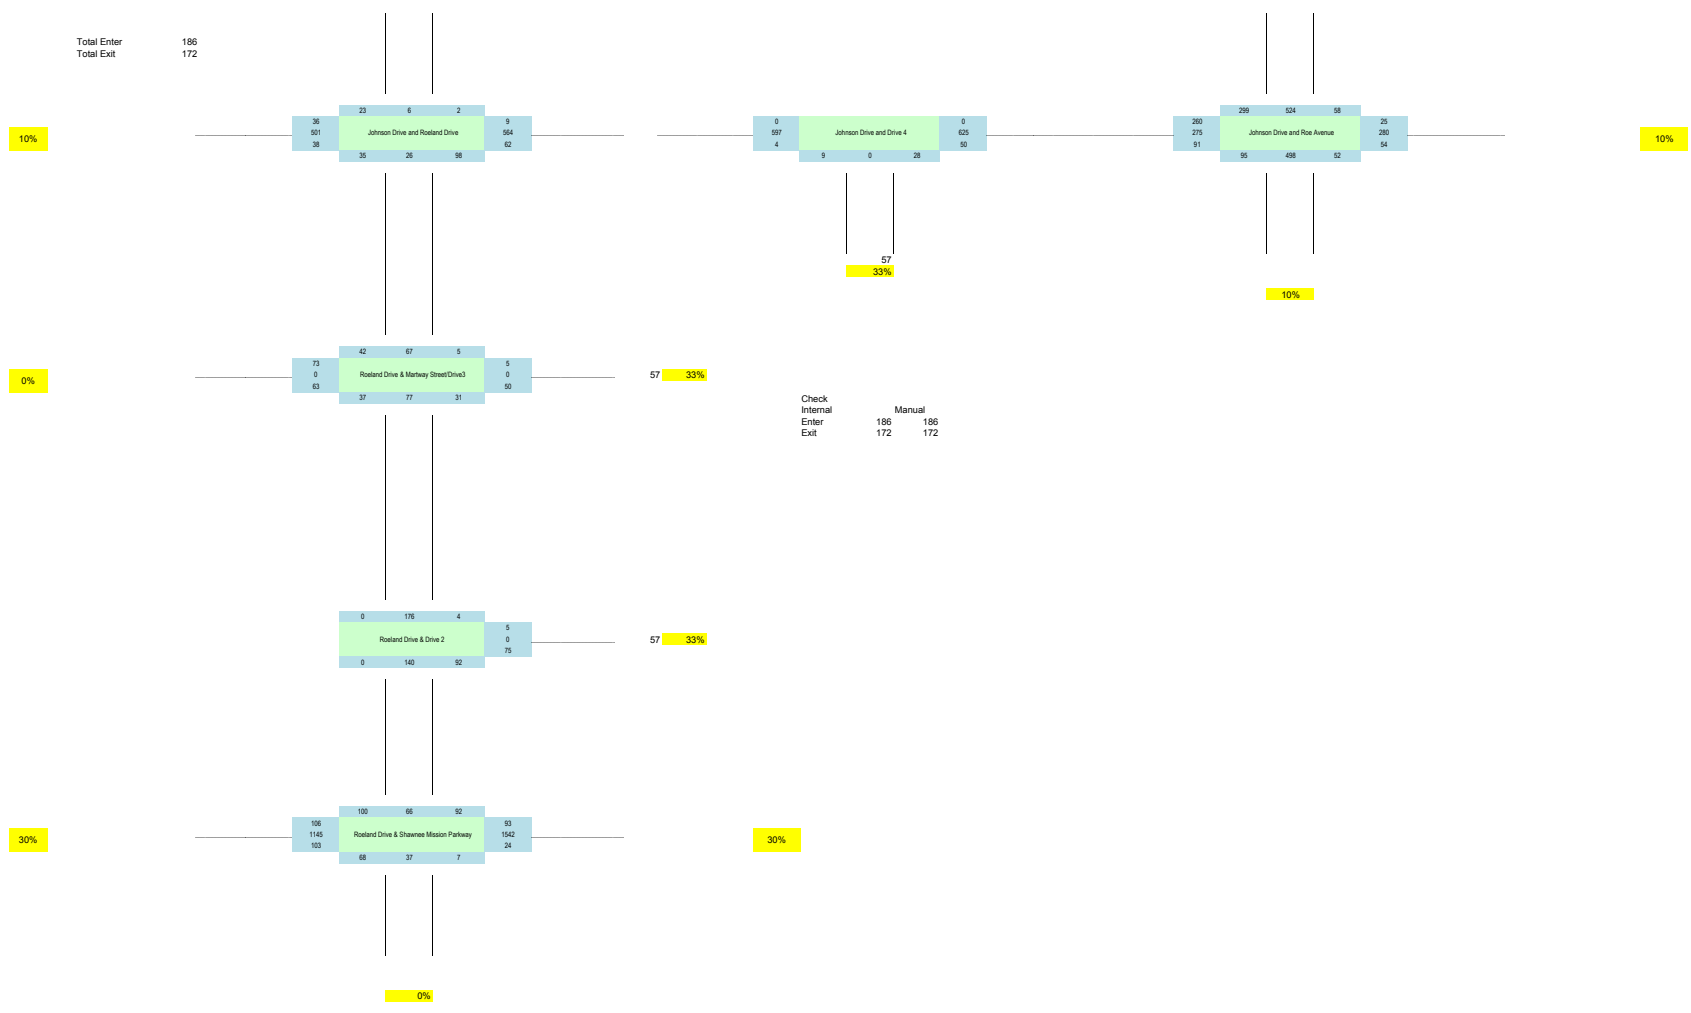 Total Enter 186
Total Exit 172
23 6 2
36 9
501 Johnson Drive and Roeland Drive 564
38 62
35 26 98
10%
0 0
597 Johnson Drive and Drive 4 625
4 50
9 0 28
57
33%
299 524 58
260 25
275 Johnson Drive and Roe Avenue 280
91 54
95 498 52
10%
10%
42 67 5
73 5
0 Roeland Drive & Martway Street/Drive3 0
63 50
37 77 31
0%
57 33%
Check
Internal Manual
Enter 186 186
Exit 172 172
0 176 4
5
Roeland Drive & Drive 2 0
75
0 140 92
57 33%
100 66 92
106 93
1145 Roeland Drive & Shawnee Mission Parkway 1542
103 24
68 37 7
30%
30%
0%